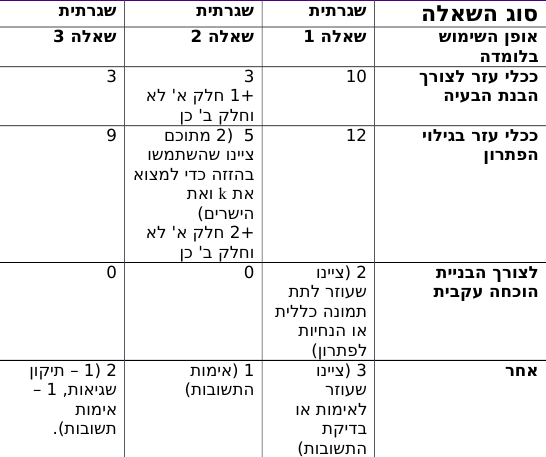 סוג השאלה שגרתית שגרתית שגרתית
אופן השימוש בלומדה שאלה 1 שאלה 2 שאלה 3
ככלי עזר לצורך
הבנת הבעיה
10
3
+1 חלק א' לא
וחלק ב' כן
3
ככלי עזר בגילוי
הפתרון
12
5 (2 מתוכם
ציינו שהשתמשו
בהזזה כדי למצוא
את k ואת
הישרים)
+2 חלק א' לא
וחלק ב' כן
9
לצורך הבניית
הוכחה עקבית
2 (ציינו
שעוזר לתת
תמונה כללית
או הנחיות
לפתרון)
0
0
אחר
3 (ציינו
שעוזר
לאימות או
בדיקת
התשובות)
1 (אימות
התשובות)
2 (1 – תיקון
שגיאות, 1 –
אימות
תשובות).